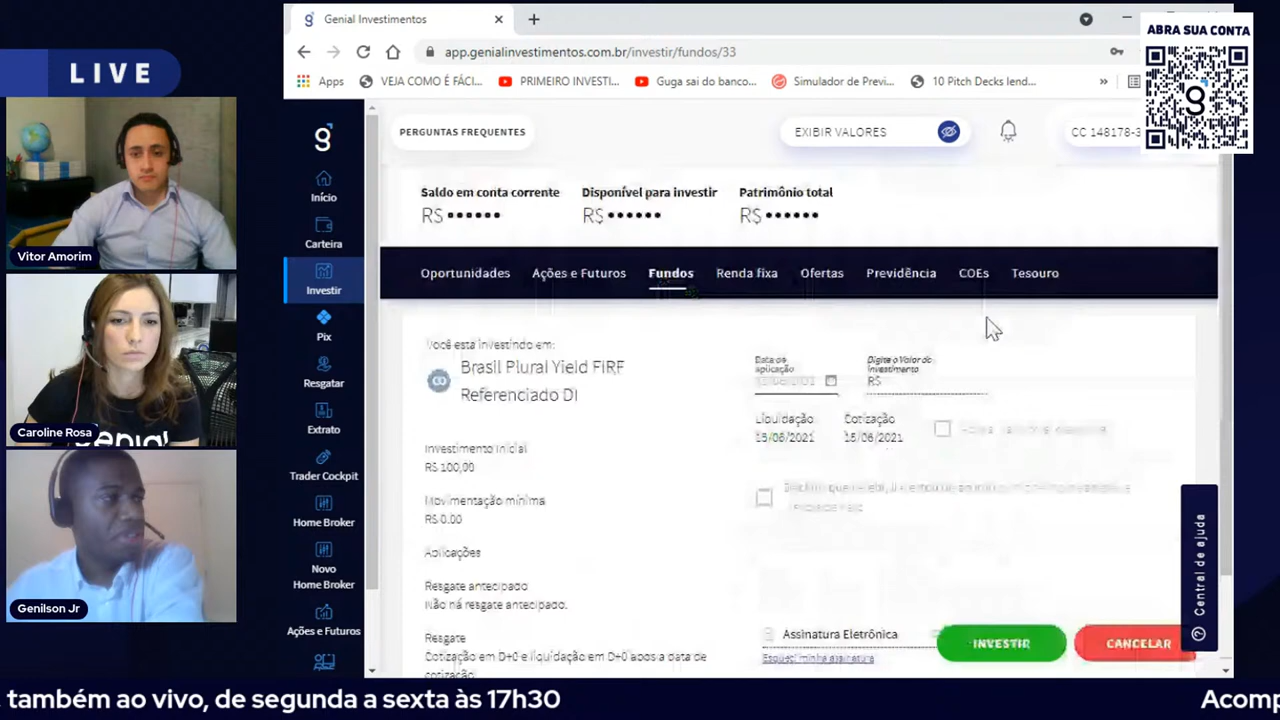 LIVE
Vitor Amorim
Caroline Rosa
genial
Genilson Jr
Genial Investimentos
app.genialinvestimentos.com.br/investir/fundos/33
Apps
VEJA COMO É FÁCI...
PRIMEIRO INVESTI...
Guga sai do banco...
Simulador de Previ...
10 Pitch Decks lend...
»
ABRA SUA CONTA
PERGUNTAS FREQUENTES
EXIBIR VALORES
CC 148178-3
Início
Carteira
Investir
Pix
Resgatar
Extrato
Trader Cockpit
Home Broker
Novo
Home Broker
Ações e Futuros
Saldo em conta corrente
R$ ••••••
Disponível para investir
R$ ••••••
Patrimônio total
R$ ••••••
Oportunidades
Ações e Futuros
Fundos
Renda fixa
Ofertas
Previdência
COEs
Tesouro
Você está investindo em:
Brasil Plural Yield FIRF
Referenciado DI
Investimento Inicial
R$ 100,00
Movimentação mínima
R$ 0.00
Aplicações
Resgate antecipado
Não há resgate antecipado.
Resgate
Cotização em D+0 e liquidação em D+0 após a data de
cotização.
Data da
aplicação
Digite o Valor do
investimento
R$
Liquidação
15/06/2021
Cotização
15/06/2021
Assinatura Eletrônica
Esqueci minha assinatura
INVESTIR
CANCELAR
Central de ajuda
também ao vivo, de segunda a sexta às 17h30
Acomp